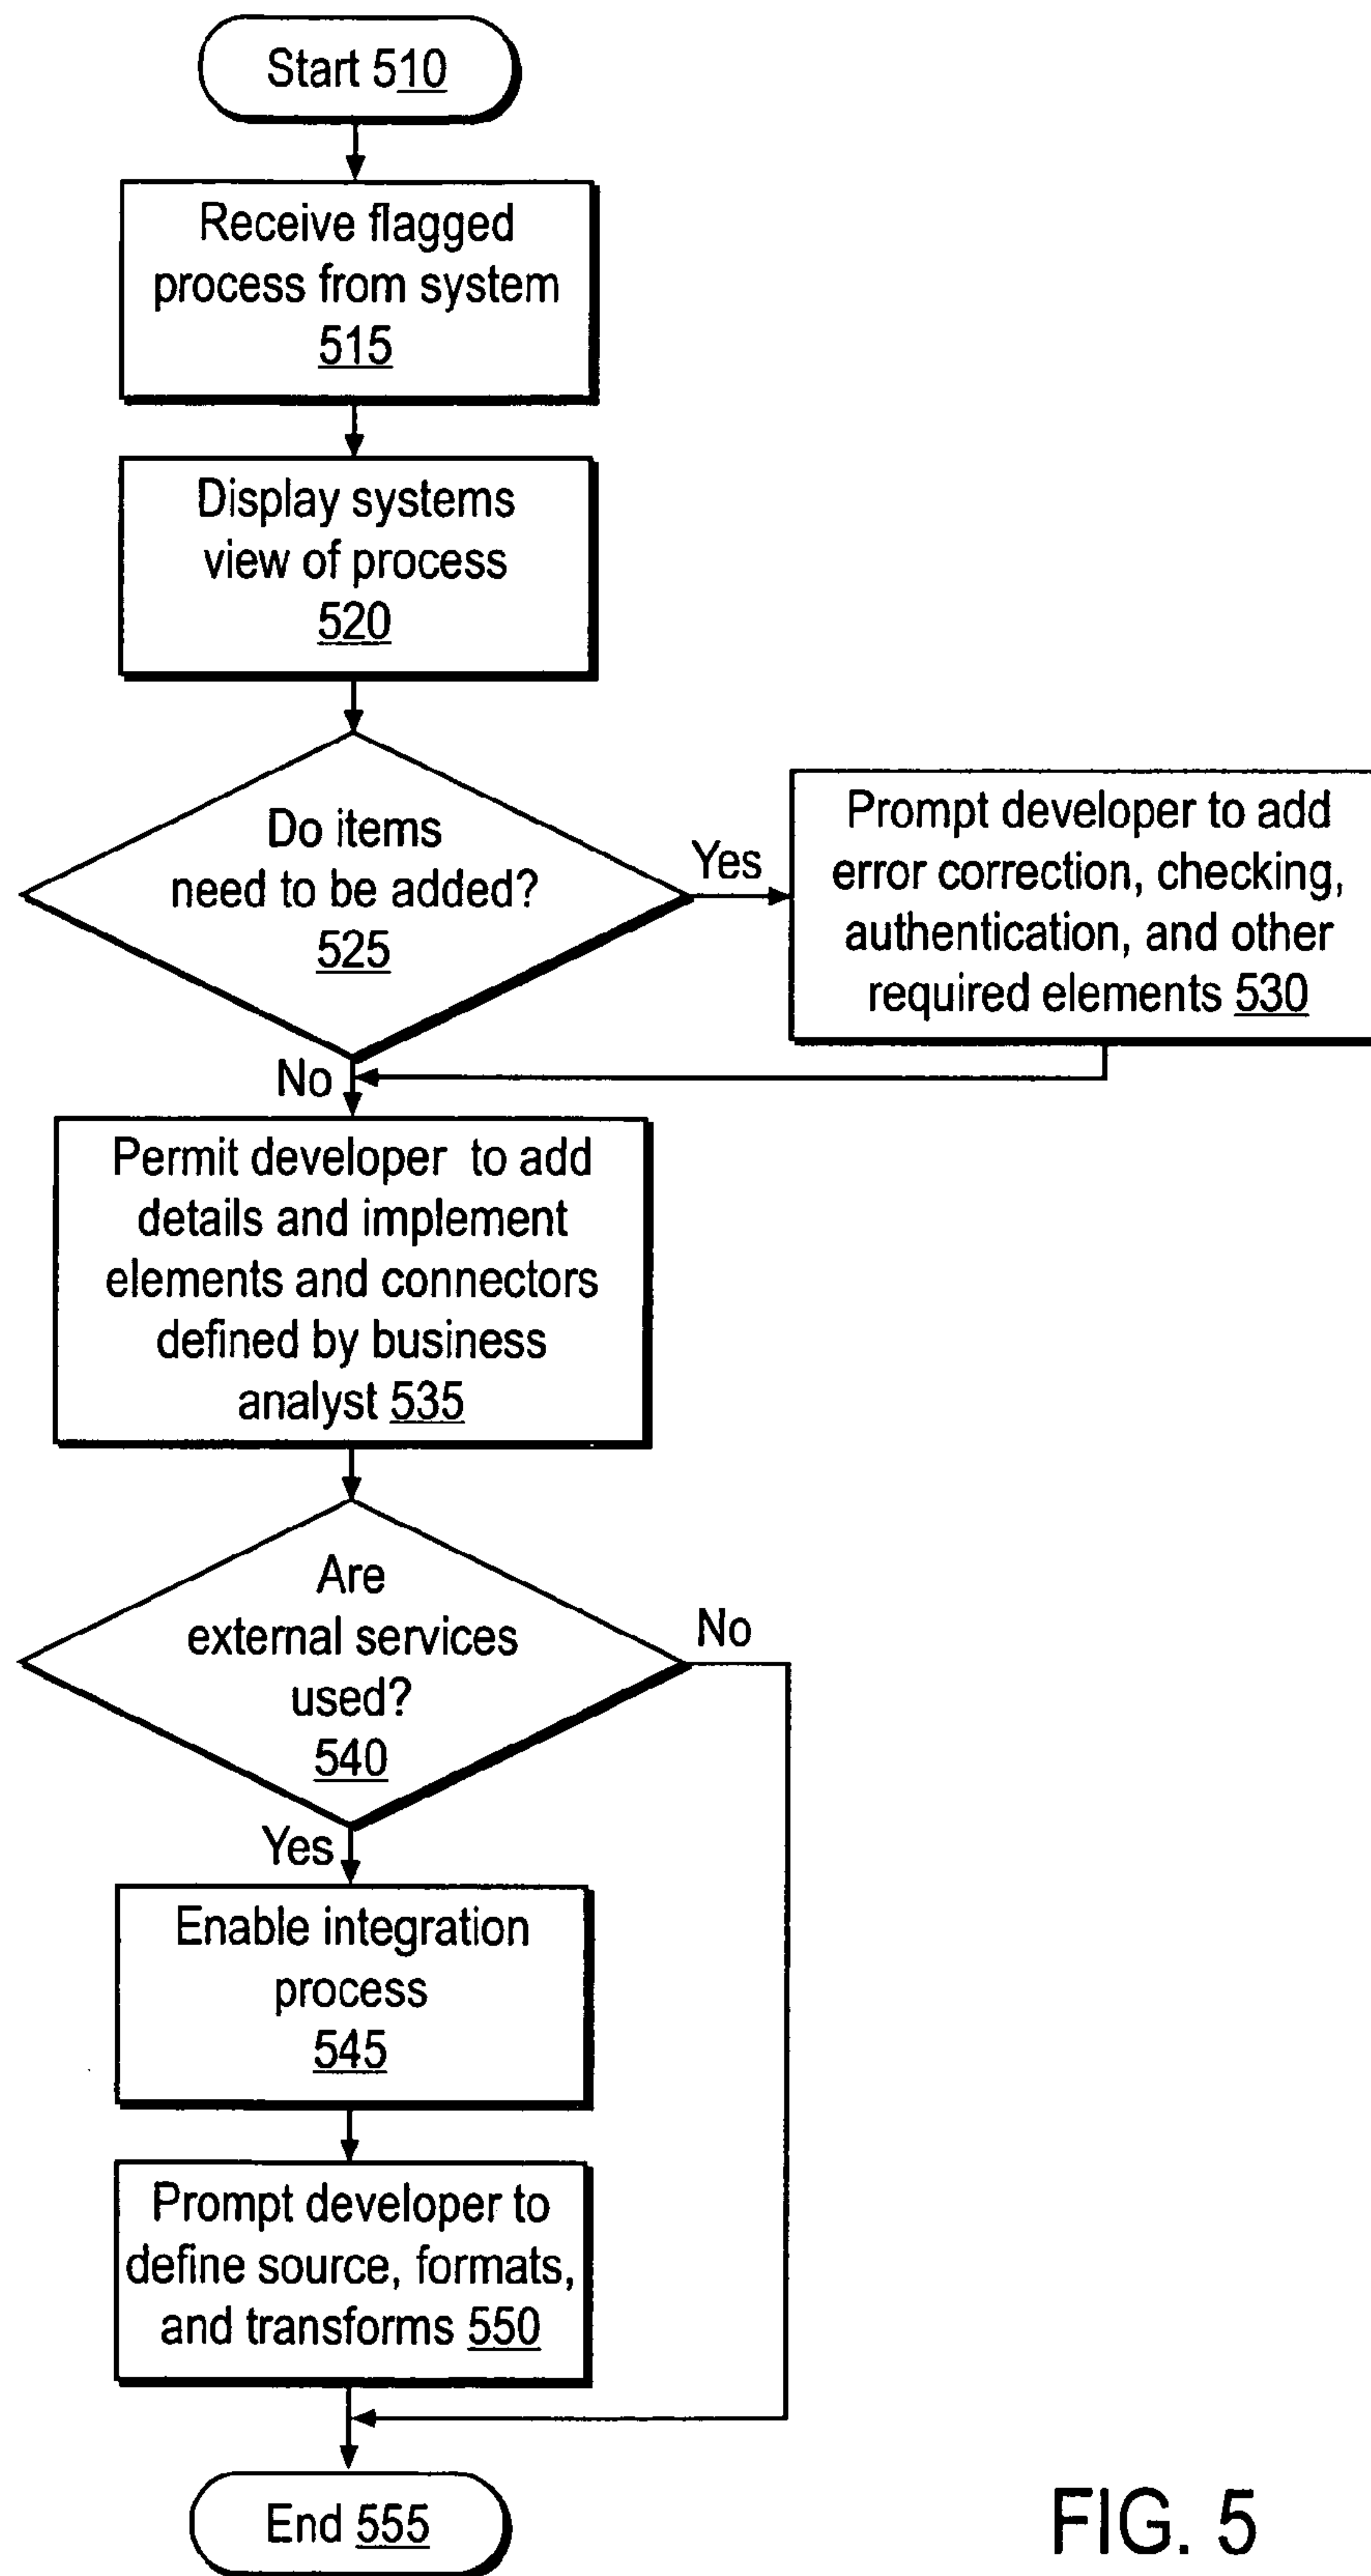 Start 510
Receive flagged
process from system
515
Display systems
view of process
520
Do items
need to be added?
525
Yes
Prompt developer to add
error correction, checking,
authentication, and other
required elements 530
No
Permit developer to add
details and implement
elements and connectors
defined by business
analyst 535
Are
external services
used?
540
No
Yes
Enable integration
process
545
Prompt developer to
define source, formats,
and transforms 550
End 555
FIG. 5